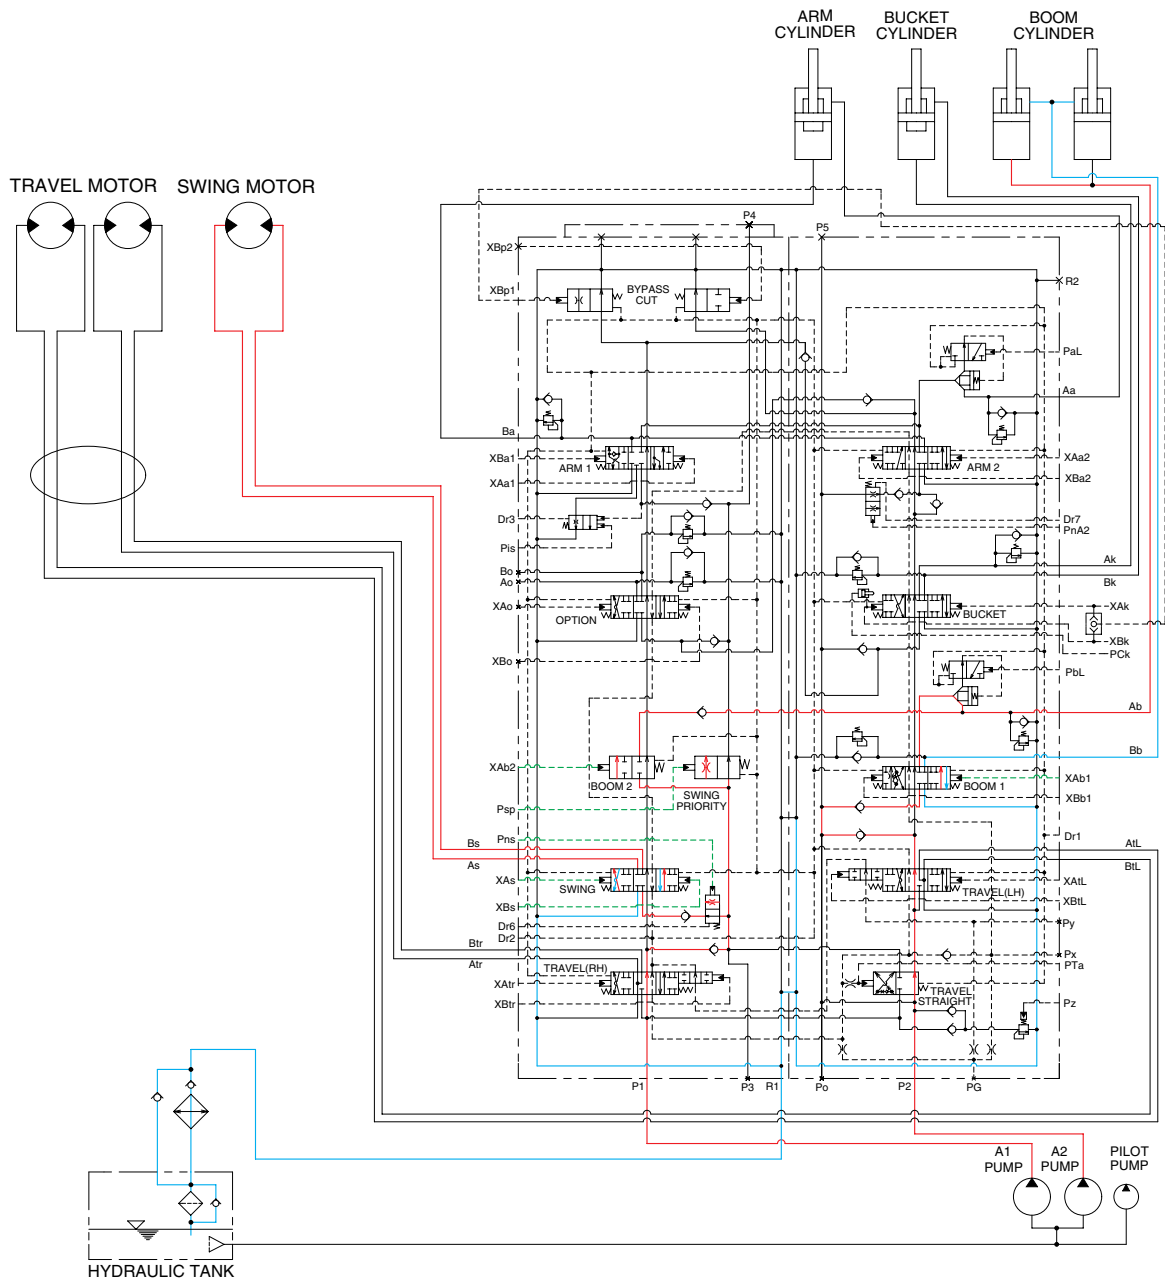 ARM
CYLINDER
BUCKET
CYLINDER
BOOM
CYLINDER
TRAVEL MOTOR
SWING MOTOR
P4
P5
XBp2
XBp1
BYPASS
CUT
R2
PaL
Aa
Ba
XBa1
ARM 1
XAa1
ARM 2
XAa2
XBa2
Dr3
Pis
Dr7
PnA2
Bo
Ao
Ak
Bk
XAo
OPTION
BUCKET
XAk
XBk
PCk
XBo
PbL
Ab
Bb
XAb2
BOOM 2
SWING
PRIORITY
BOOM 1
XAb1
XBb1
Psp
Pns
Dr1
Bs
As
AtL
BtL
XAs
SWING
TRAVEL(LH)
XAtL
XBtL
XBs
Dr6
Dr2
Py
Btr
Atr
TRAVEL(RH)
Px
PTa
XAtr
XBtr
TRAVEL
STRAIGHT
Pz
P1
P3
R1
Po
P2
PG
A1
PUMP
A2
PUMP
PILOT
PUMP
HYDRAULIC TANK